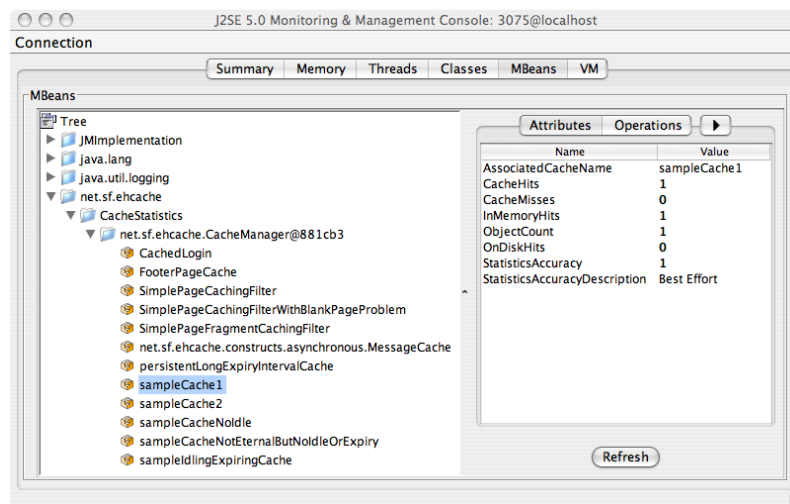 J2SE 5.0 Monitoring & Management Console: 3075@localhost
Connection
Summary Memory Threads Classes MBeans VM
MBeans
Tree
JMImplementation
java.lang
java.util.logging
net.sf.ehcache
CacheStatistics
net.sf.ehcache.CacheManager@881cb3
CachedLogin
FooterPageCache
SimplePageCachingFilter
SimplePageCachingFilterWithBlankPageProblem
SimplePageFragmentCachingFilter
net.sf.ehcache.constructs.asynchronous.MessageCache
persistentLongExpiryIntervalCache
sampleCache1
sampleCache2
sampleCacheNoIdle
sampleCacheNotEternalButNoIdleOrExpiry
sampleIdlingExpiringCache
Attributes Operations
Name Value
AssociatedCacheName sampleCache1
CacheHits 1
CacheMisses 0
InMemoryHits 1
ObjectCount 1
OnDiskHits 0
StatisticsAccuracy 1
StatisticsAccuracyDescription Best Effort
Refresh